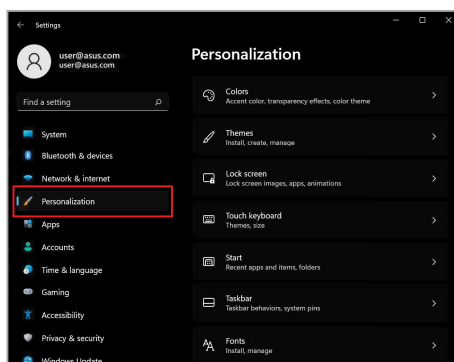 Settings
user@asus.com
user@asus.com
Find a setting
System
Bluetooth & devices
Network & internet
Personalization
Apps
Accounts
Time & language
Gaming
Accessibility
Privacy & security
Windows Update
Personalization
Colors
Accent color, transparency effects, color theme
Themes
Install, create, manage
Lock screen
Lock screen images, apps, animations
Touch keyboard
Themes, size
Start
Recent apps and items, folders
Taskbar
Taskbar behaviors, system pins
Fonts
Install, manage